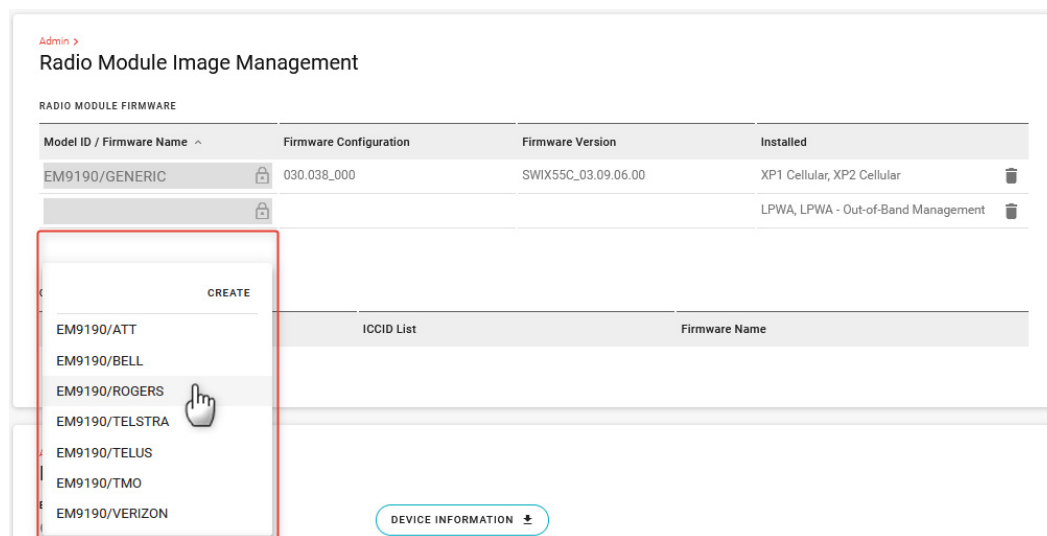 Admin >
Radio Module Image Management
RADIO MODULE FIRMWARE
Model ID / Firmware Name Firmware Configuration Firmware Version Installed
EM9190/GENERIC 030.038_000 SWIX55C_03.09.06.00 XP1 Cellular, XP2 Cellular
LPWA, LPWA - Out-of-Band Management
CREATE
EM9190/ATT
ICCID List Firmware Name
EM9190/BELL
EM9190/ROGERS
EM9190/TELSTRA
EM9190/TELUS
EM9190/TMO
EM9190/VERIZON
DEVICE INFORMATION